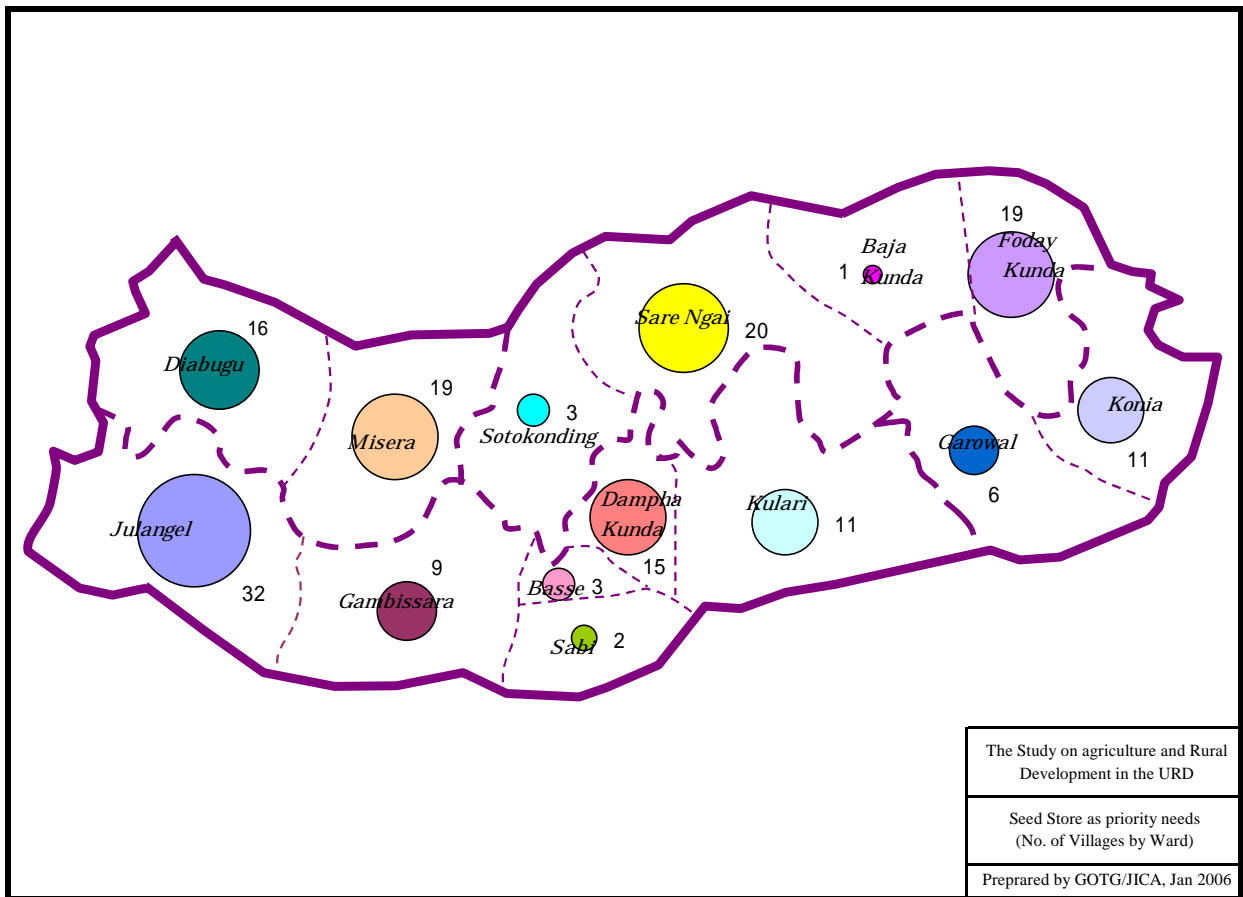 19
Foday
Kunda
Baja
1 Kunda
Sare Ngai
20
16
Diabugu
19
Misera
3
Sotokonding
Konia
11
Garowal
6
Dampha
Kunda
15
Kulari
11
Julangel
32
9
Gambissara
Basse 3
Sabi 2
The Study on agriculture and Rural
Development in the URD
Seed Store as priority needs
(No. of Villages by Ward)
Preprared by GOTG/JICA, Jan 2006